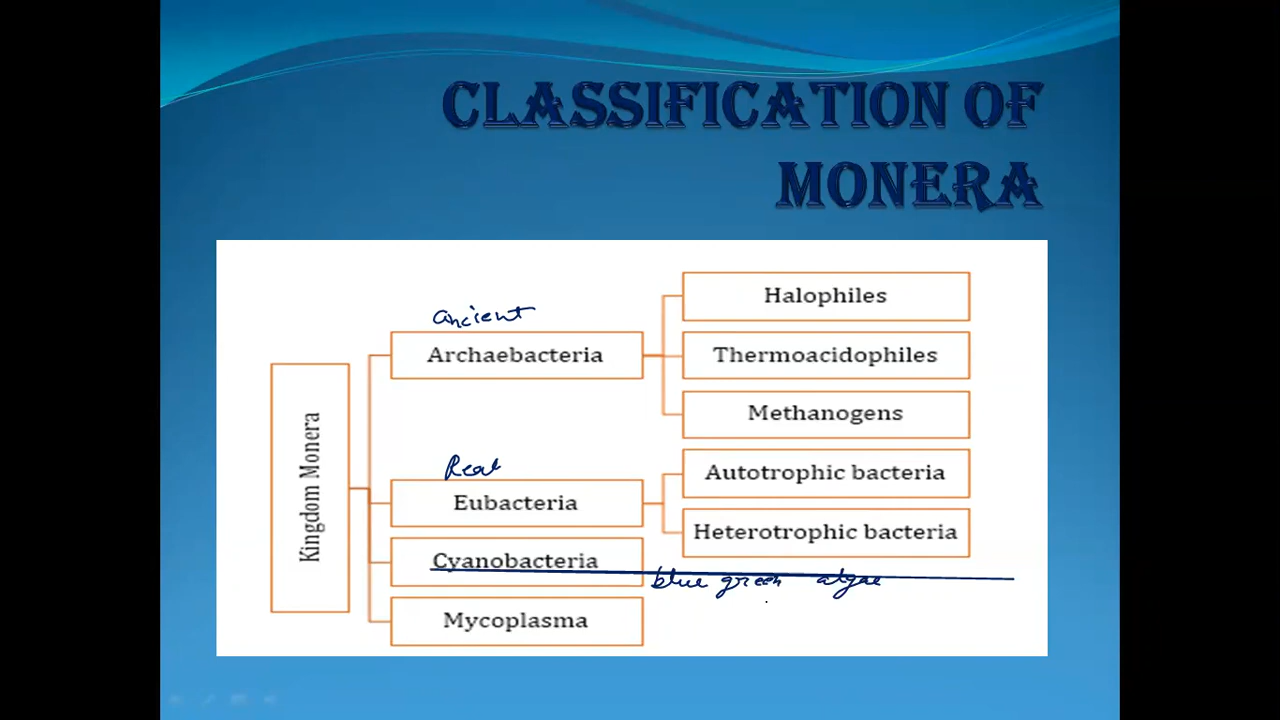 CLASSIFICATION OF
MONERA
Kingdom Monera
ancient
Archaebacteria
Halophiles
Thermoacidophiles
Methanogens
Real
Eubacteria
Autotrophic bacteria
Heterotrophic bacteria
Cyanobacteria
blue green algae
Mycoplasma